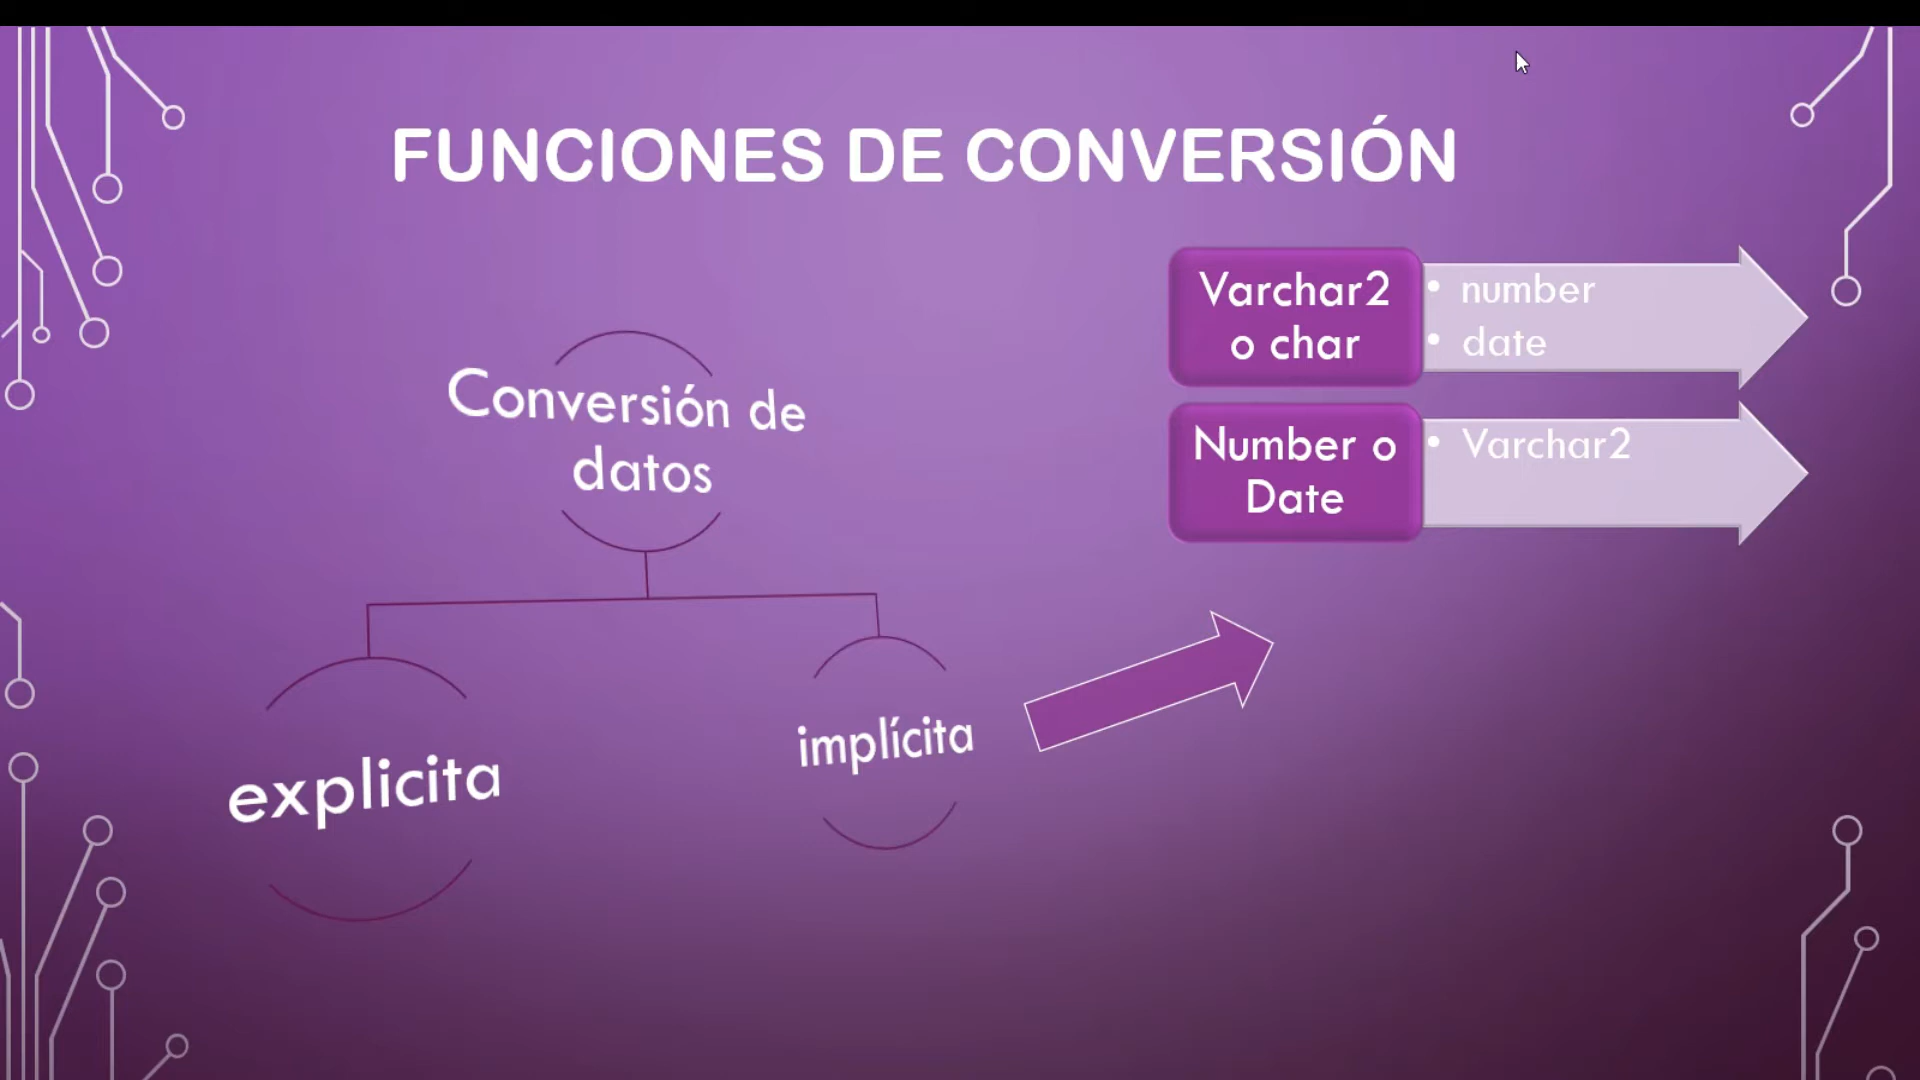 FUNCIONES DE CONVERSIÓN
Conversión de
datos
explicita
implícita
Varchar2
o char
• number
• date
Number o
Date
• Varchar2